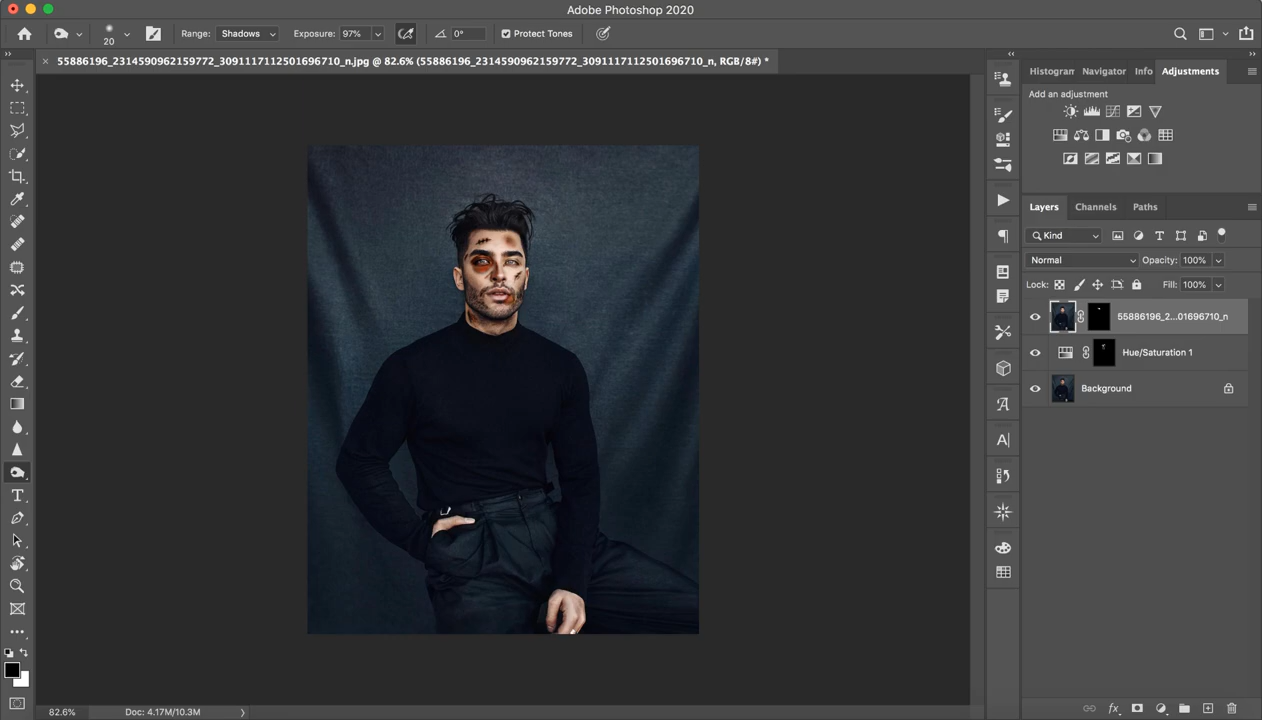 Adobe Photoshop 2020
20
Range: Shadows Exposure: 97% 0° Protect Tones
55886196_2314590962159772_3091117112501696710_n.jpg @ 82.6% (55886196_2314590962159772_3091117112501696710_n, RGB/8#) *
Histogram Navigator Info Adjustments
Add an adjustment
Layers Channels Paths
Kind
Normal Opacity: 100%
Lock: Fill: 100%
55886196_2...01696710_n
Hue/Saturation 1
Background
82.6% Doc: 4.17M/10.3M